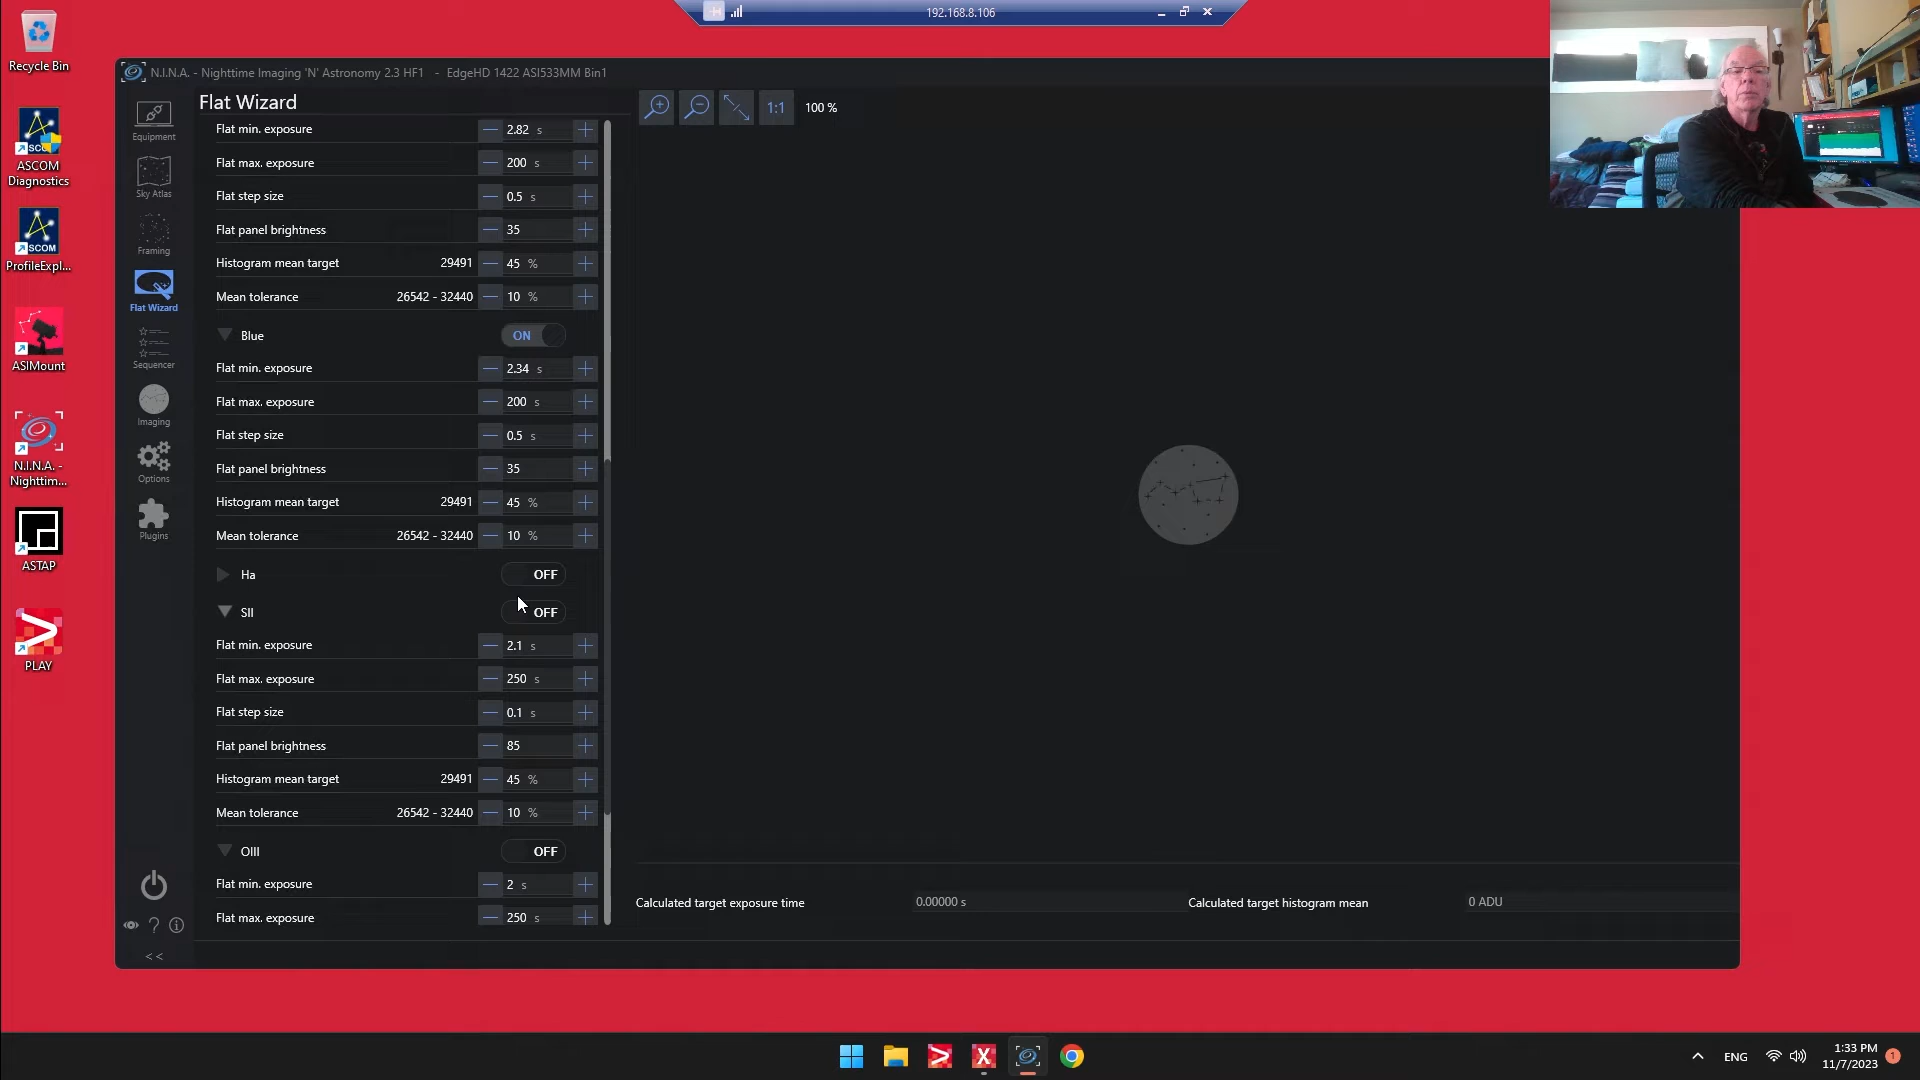 192.168.8.106
Recycle Bin
N.I.N.A. - Nighttime Imaging 'N' Astronomy 2.3 HF1 - EdgeHD 1422 ASI533MM Bin1
Flat Wizard
1:1
100 %
Equipment
Flat min. exposure 2.82 s
Flat max. exposure 200 s
Sky Atlas
Flat step size 0.5 s
ASCOM
Diagnostics
Flat panel brightness 35
Framing
Histogram mean target 29491 45 %
ProfileExpl...
Mean tolerance 26542 - 32440 10 %
Flat Wizard
Blue ON
Sequencer
ASIMount
Flat min. exposure 2.34 s
Flat max. exposure 200 s
Imaging
Flat step size 0.5 s
Flat panel brightness 35
N.I.N.A. -
Nighttim...
Options
Histogram mean target 29491 45 %
Mean tolerance 26542 - 32440 10 %
Plugins
ASTAP
Ha OFF
SII OFF
Flat min. exposure 2.1 s
PLAY
Flat max. exposure 250 s
Flat step size 0.1 s
Flat panel brightness 85
Histogram mean target 29491 45 %
Mean tolerance 26542 - 32440 10 %
OIII OFF
Flat min. exposure 2 s
Flat max. exposure 250 s
Calculated target exposure time 0.00000 s
Calculated target histogram mean 0 ADU
<<
ENG
1:33 PM
11/7/2023
1